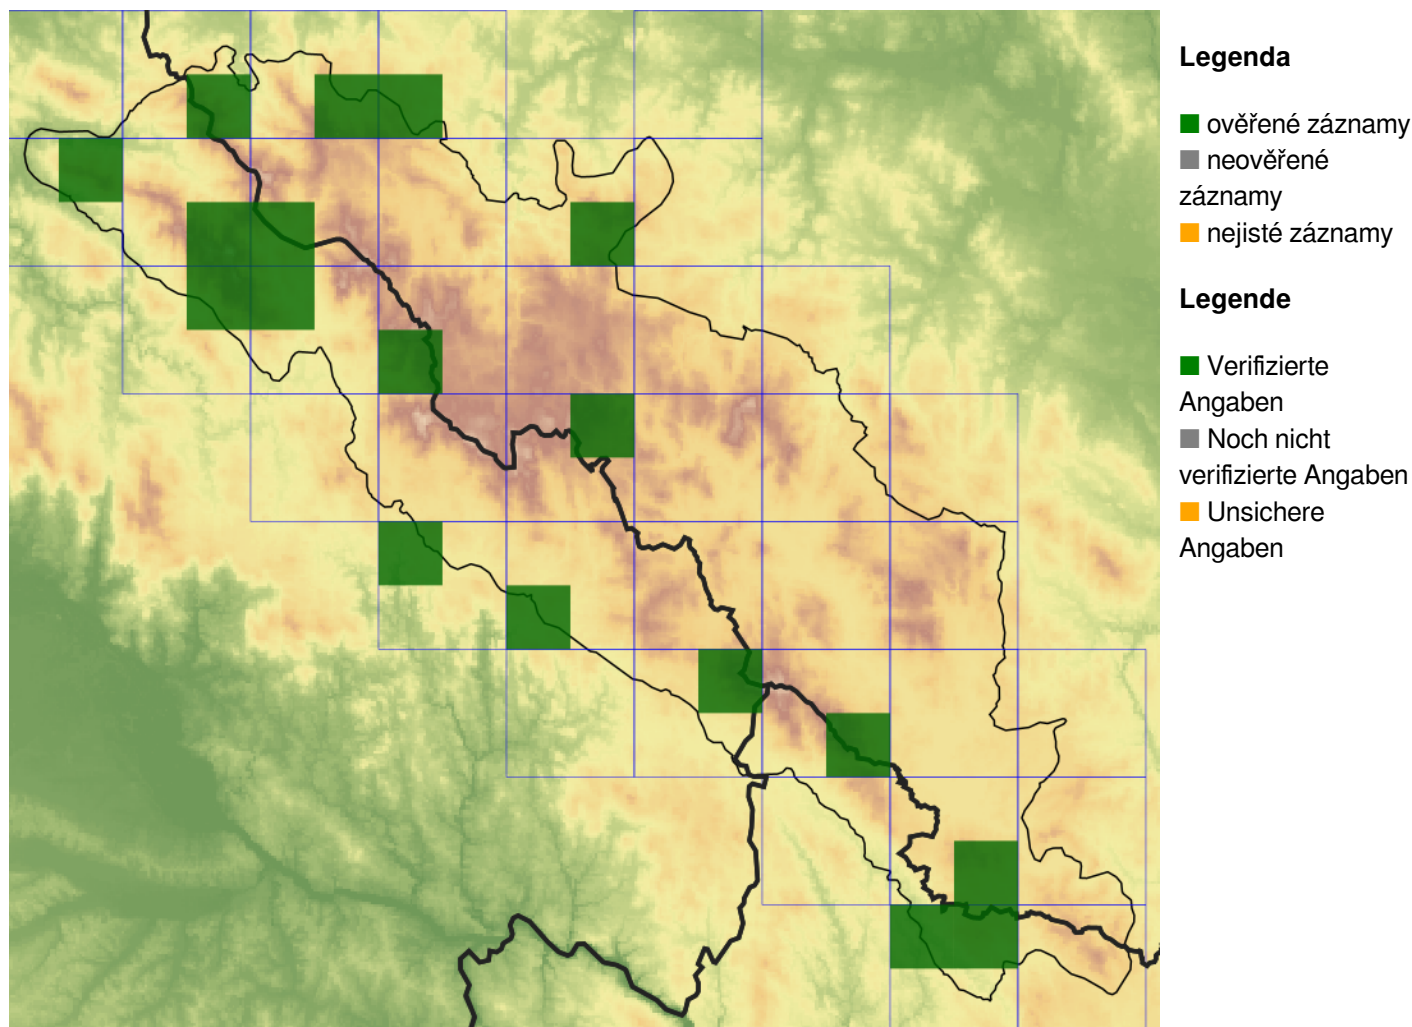 Legenda
ověřené záznamy
neověřené
záznamy
nejisté záznamy
Legende
Verifizierte
Angaben
Noch nicht
verifizierte Angaben
Unsichere
Angaben